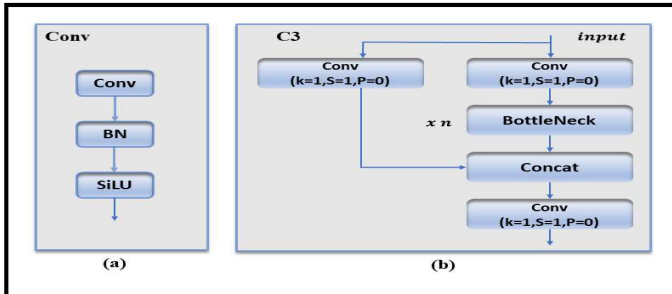 Conv
Conv
BN
SiLU
(a)
C3
input
Conv
(k=1,S=1,P=0)
Conv
(k=1,S=1,P=0)
x n
BottleNeck
Concat
Conv
(k=1,S=1,P=0)
(b)